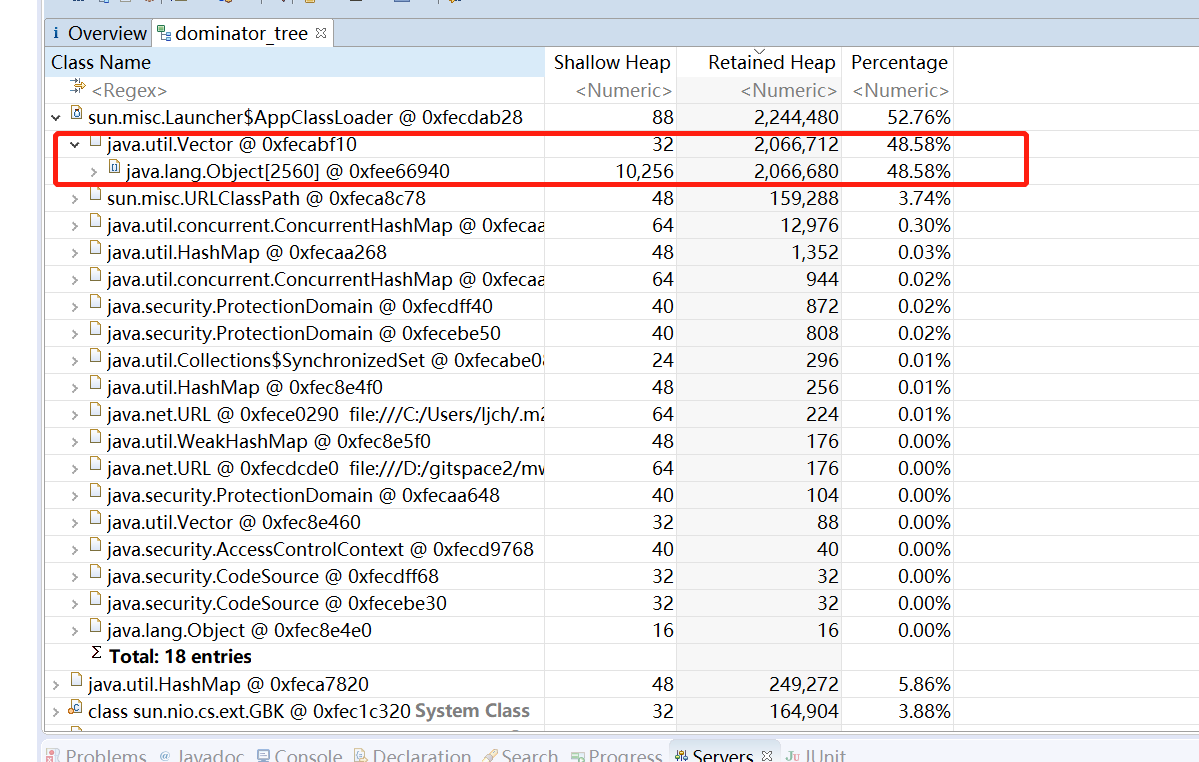 Overview dominator_tree
Class Name Shallow Heap Retained Heap Percentage
<Regex> <Numeric> <Numeric> <Numeric>
sun.misc.Launcher$AppClassLoader @ 0xfecdab28 88 2,244,480 52.76%
java.util.Vector @ 0xfecabf10 32 2,066,712 48.58%
java.lang.Object[2560] @ 0xfee66940 10,256 2,066,680 48.58%
sun.misc.URLClassPath @ 0xfeca8c78 48 159,288 3.74%
java.util.concurrent.ConcurrentHashMap @ 0xfecaa 64 12,976 0.30%
java.util.HashMap @ 0xfecaa268 48 1,352 0.03%
java.util.concurrent.ConcurrentHashMap @ 0xfecaa 64 944 0.02%
java.security.ProtectionDomain @ 0xfecdff40 40 872 0.02%
java.security.ProtectionDomain @ 0xfecebe50 40 808 0.02%
java.util.Collections$SynchronizedSet @ 0xfecabe08 24 296 0.01%
java.util.HashMap @ 0xfec8e4f0 48 256 0.01%
java.net.URL @ 0xfece0290 file:///C:/Users/ljch/.m2 64 224 0.01%
java.util.WeakHashMap @ 0xfec8e5f0 48 176 0.00%
java.net.URL @ 0xfecdcde0 file:///D:/gitspace2/mw 64 176 0.00%
java.security.ProtectionDomain @ 0xfecaa648 40 104 0.00%
java.util.Vector @ 0xfec8e460 32 88 0.00%
java.security.AccessControlContext @ 0xfecd9768 40 40 0.00%
java.security.CodeSource @ 0xfecdff68 32 32 0.00%
java.security.CodeSource @ 0xfecebe30 32 32 0.00%
java.lang.Object @ 0xfec8e4e0 16 16 0.00%
Σ Total: 18 entries
java.util.HashMap @ 0xfeca7820 48 249,272 5.86%
class sun.nio.cs.ext.GBK @ 0xfec1c320 System Class 32 164,904 3.88%
Problems @ Javadoc Console Declaration Search Progress Servers JUnit